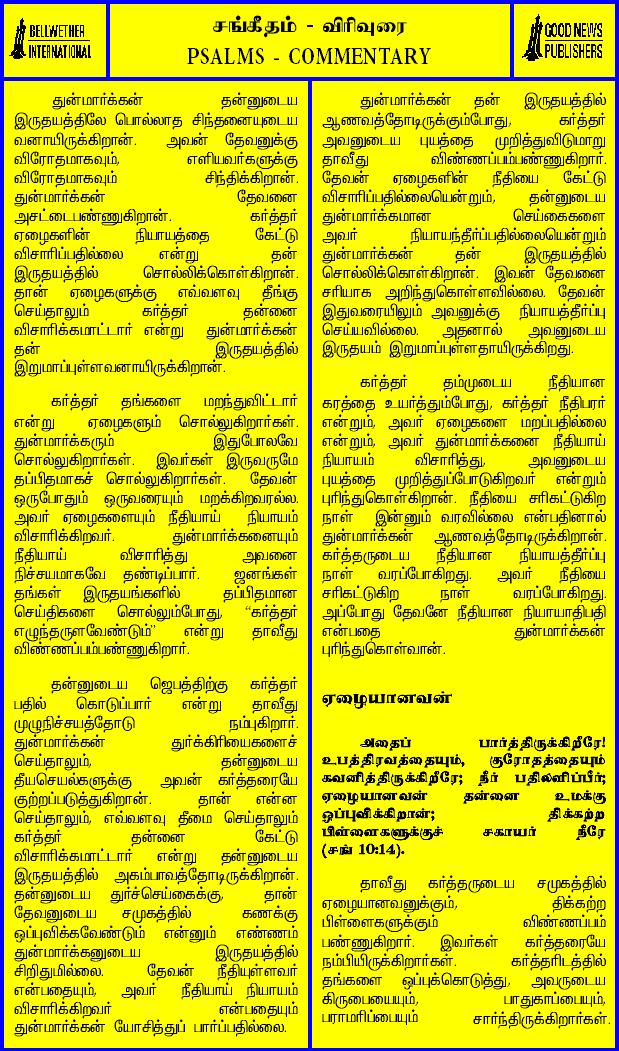 BELLWETHER
INTERNATIONAL
சங்கீதம் - விரிவுரை
PSALMS - COMMENTARY
GOOD NEWS
PUBLISHERS
துன்மார்க்கன் தன்னுடைய
இருதயத்திலே பொல்லாத சிந்தனையுடைய
வனாயிருக்கிறான். அவன் தேவனுக்கு
விரோதமாகவும், எளியவர்களுக்கு
விரோதமாகவும் சிந்திக்கிறான்.
துன்மார்க்கன் தேவனை
அசட்டைபண்ணுகிறான். கர்த்தர்
ஏழைகளின் நியாயத்தை கேட்டு
விசாரிப்பதில்லை என்று தன்
இருதயத்தில் சொல்லிக்கொள்கிறான்.
தான் ஏழைகளுக்கு எவ்வளவு தீங்கு
செய்தாலும் கர்த்தர் தன்னை
விசாரிக்கமாட்டார் என்று துன்மார்க்கன்
தன் இருதயத்தில்
இறுமாப்புள்ளவனாயிருக்கிறான்.
கர்த்தர் தங்களை மறந்துவிட்டார்
என்று ஏழைகளும் சொல்லுகிறார்கள்.
துன்மார்க்கரும் இதுபோலவே
சொல்லுகிறார்கள். இவர்கள் இருவருமே
தப்பிதமாகச் சொல்லுகிறார்கள். தேவன்
ஒருபோதும் ஒருவரையும் மறக்கிறவரல்ல.
அவர் ஏழைகளையும் நீதியாய் நியாயம்
விசாரிக்கிறவர். துன்மார்க்கனையும்
நீதியாய் விசாரித்து அவனை
நிச்சயமாகவே தண்டிப்பார். ஜனங்கள்
தங்கள் இருதயங்களில் தப்பிதமான
செய்திகளை சொல்லும்போது, “கர்த்தர்
எழுந்தருளவேண்டும்” என்று தாவீது
விண்ணப்பம்பண்ணுகிறார்.
தன்னுடைய ஜெபத்திற்கு கர்த்தர்
பதில் கொடுப்பார் என்று தாவீது
முழுநிச்சயத்தோடு நம்புகிறார்.
துன்மார்க்கன் துர்க்கிரியைகளைச்
செய்தாலும், தன்னுடைய
தீயசெயல்களுக்கு அவன் கர்த்தரையே
குற்றப்படுத்துகிறான். தான் என்ன
செய்தாலும், எவ்வளவு தீமை செய்தாலும்
கர்த்தர் தன்னை கேட்டு
விசாரிக்கமாட்டார் என்று தன்னுடைய
இருதயத்தில் அகம்பாவத்தோடிருக்கிறான்.
தன்னுடைய துர்ச்செய்கைக்கு, தான்
தேவனுடைய சமுகத்தில் கணக்கு
ஒப்புவிக்கவேண்டும் என்னும் எண்ணம்
துன்மார்க்கனுடைய இருதயத்தில்
சிறிதுமில்லை. தேவன் நீதியுள்ளவர்
என்பதையும், அவர் நீதியாய் நியாயம்
விசாரிக்கிறவர் என்பதையும்
துன்மார்க்கன் யோசித்துப் பார்ப்பதில்லை.
துன்மார்க்கன் தன் இருதயத்தில்
ஆணவத்தோடிருக்கும்போது, கர்த்தர்
அவனுடைய புயத்தை முறித்துவிடுமாறு
தாவீது விண்ணப்பம்பண்ணுகிறார்.
தேவன் ஏழைகளின் நீதியை கேட்டு
விசாரிப்பதில்லையென்றும், தன்னுடைய
துன்மார்க்கமான செய்கைகளை
அவர் நியாயந்தீர்ப்பதில்லையென்றும்
துன்மார்க்கன் தன் இருதயத்தில்
சொல்லிக்கொள்கிறான். இவன் தேவனை
சரியாக அறிந்துகொள்ளவில்லை. தேவன்
இதுவரையிலும் அவனுக்கு நியாயத்தீர்ப்பு
செய்யவில்லை. அதனால் அவனுடைய
இருதயம் இறுமாப்புள்ளதாயிருக்கிறது.
கர்த்தர் தம்முடைய நீதியான
கரத்தை உயர்த்தும்போது, கர்த்தர் நீதிபரர்
என்றும், அவர் ஏழைகளை மறப்பதில்லை
என்றும், அவர் துன்மார்க்கனை நீதியாய்
நியாயம் விசாரித்து, அவனுடைய
புயத்தை முறித்துப்போடுகிறவர் என்றும்
புரிந்துகொள்கிறான். நீதியை சரிகட்டுகிற
நாள் இன்னும் வரவில்லை என்பதினால்
துன்மார்க்கன் ஆணவத்தோடிருக்கிறான்.
கர்த்தருடைய நீதியான நியாயத்தீர்ப்பு
நாள் வரப்போகிறது. அவர் நீதியை
சரிகட்டுகிற நாள் வரப்போகிறது.
அப்போது தேவனே நீதியான நியாயாதிபதி
என்பதை துன்மார்க்கன்
புரிந்துகொள்வான்.
ஏழையானவன்
அதைப் பார்த்திருக்கிறீரே!
உபத்திரவத்தையும், குரோதத்தையும்
கவனித்திருக்கிறீரே; நீர் பதிலளிப்பீர்;
ஏழையானவன் தன்னை உமக்கு
ஒப்புவிக்கிறான்; திக்கற்ற
பிள்ளைகளுக்குச் சகாயர் நீரே
(சங் 10:14).
தாவீது கர்த்தருடைய சமுகத்தில்
ஏழையானவனுக்கும், திக்கற்ற
பிள்ளைகளுக்கும் விண்ணப்பம்
பண்ணுகிறார். இவர்கள் கர்த்தரையே
நம்பியிருக்கிறார்கள். கர்த்தரிடத்தில்
தங்களை ஒப்புக்கொடுத்து, அவருடைய
கிருபையையும், பாதுகாப்பையும்,
பராமரிப்பையும் சார்ந்திருக்கிறார்கள்.